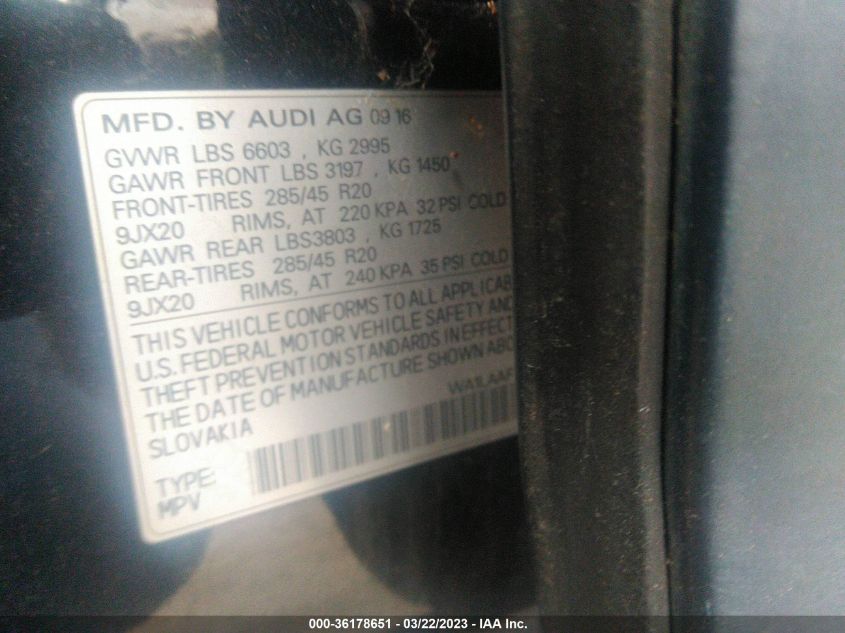 MFD. BY AUDI AG 09 16
GVWR LBS 6603 , KG 2995
GAWR FRONT LBS 3197 , KG 1450
FRONT-TIRES 285/45 R20
9JX20 RIMS, AT 220 KPA 32 PSI COLD
GAWR REAR LBS3803 , KG 1725
REAR-TIRES 285/45 R20
9JX20 RIMS, AT 240 KPA 35 PSI COLD
THIS VEHICLE CONFORMS TO ALL APPLICAB
U.S. FEDERAL MOTOR VEHICLE SAFETY AND
THEFT PREVENTION STANDARDS IN EFFECT
THE DATE OF MANUFACTURE SHOWN ABO
SLOVAKIA WA1LAAF
TYPE:
MPV
000-36178651 - 03/22/2023 - IAA Inc.